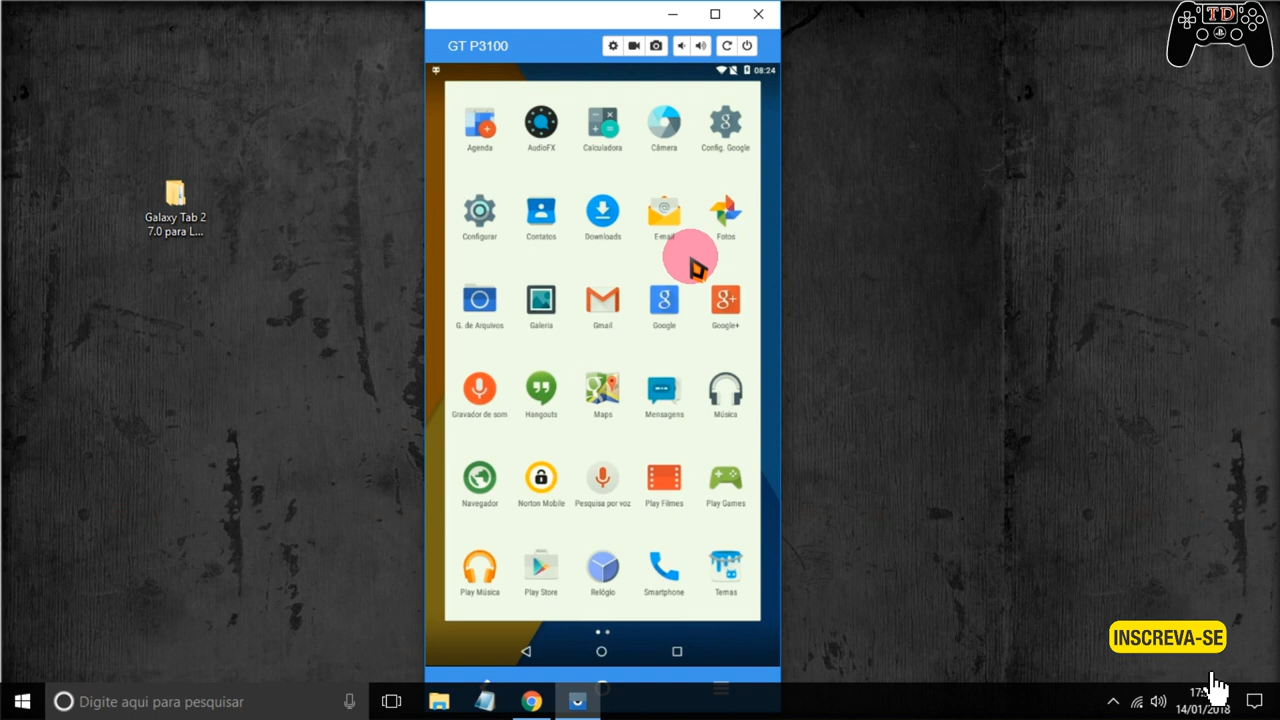 TD
GT P3100
08:24
Agenda
AudioFX
Calculadora
Câmera
Config. Google
Galaxy Tab 2
7.0 para L...
Configurar
Contatos
Downloads
E-mail
Fotos
G. de Arquivos
Galeria
Gmail
Google
Google+
Gravador de som
Hangouts
Maps
Mensagens
Música
Navegador
Norton Mobile
Pesquisa por voz
Play Filmes
Play Games
Play Música
Play Store
Relógio
Smartphone
Temas
INSCREVA-SE
Digite aqui para pesquisar
14/01/2018